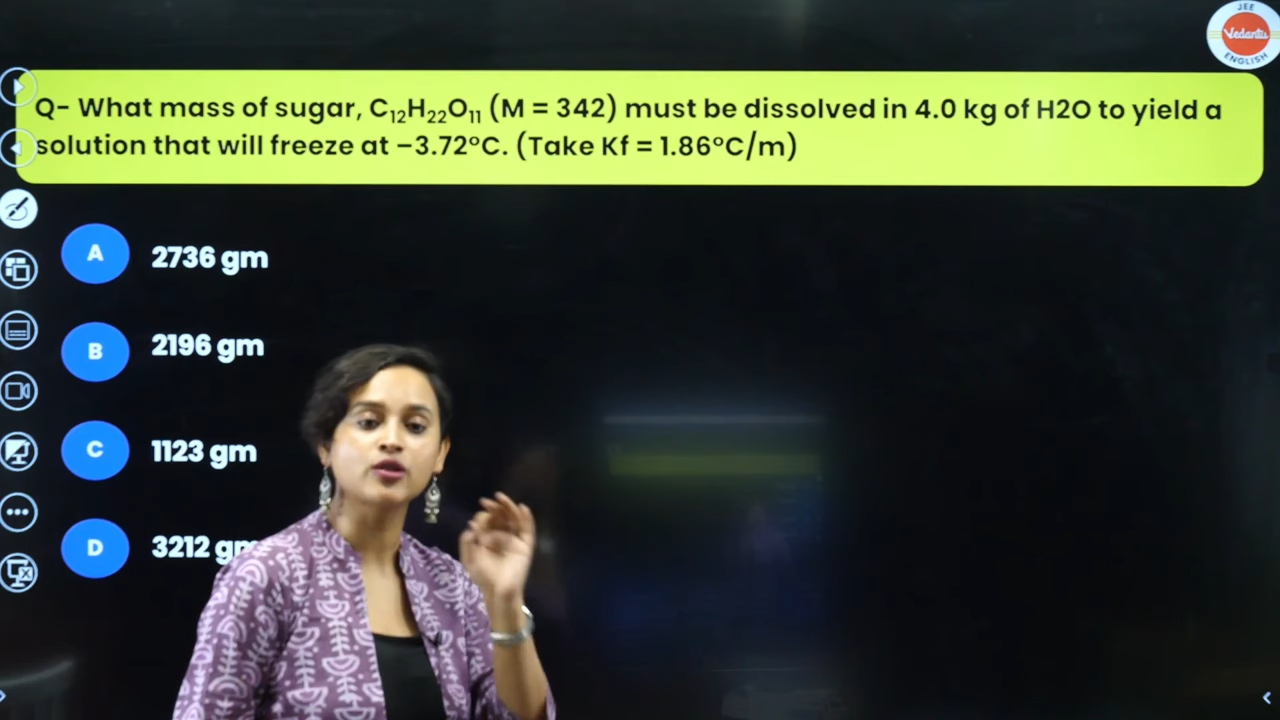 JEE
Vedantu
ENGLISH
Q- What mass of sugar, C₁₂H₂₂O₁₁ (M = 342) must be dissolved in 4.0 kg of H2O to yield a
solution that will freeze at –3.72°C. (Take Kf = 1.86°C/m)
A 2736 gm
B 2196 gm
C 1123 gm
D 3212 gm